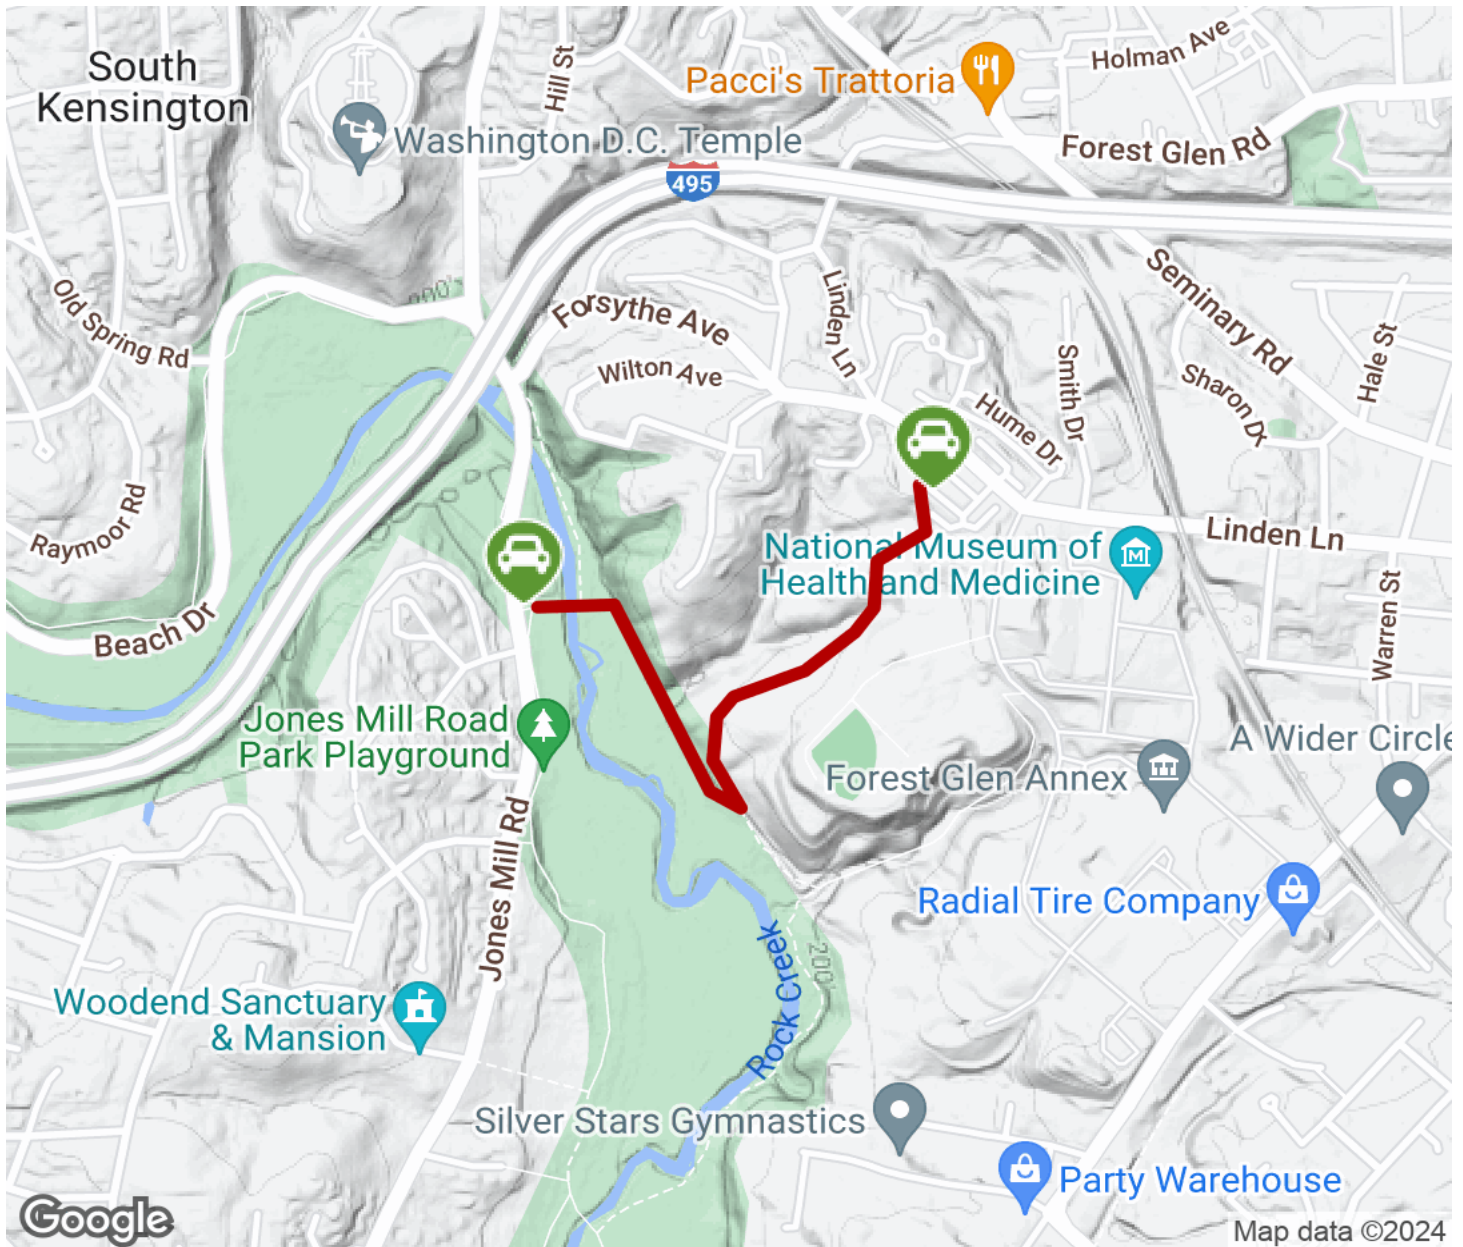 South
Kensington
Hill St
Holman Ave
Pacci's Trattoria
Washington D.C. Temple
Forest Glen Rd
495
Old Spring Rd
Forsythe Ave
Linden Ln
Seminary Rd
Wilton Ave
Smith Dr
Sharon Dr
Hale St
Hume Dr
Raymoor Rd
National Museum of
Health and Medicine
Linden Ln
Beach Dr
Warren St
Jones Mill Road
Park Playground
A Wider Circle
Forest Glen Annex
Jones Mill Rd
Radial Tire Company
Rock Creek
200'
Woodend Sanctuary
& Mansion
Silver Stars Gymnastics
Party Warehouse
Google
Map data ©2024